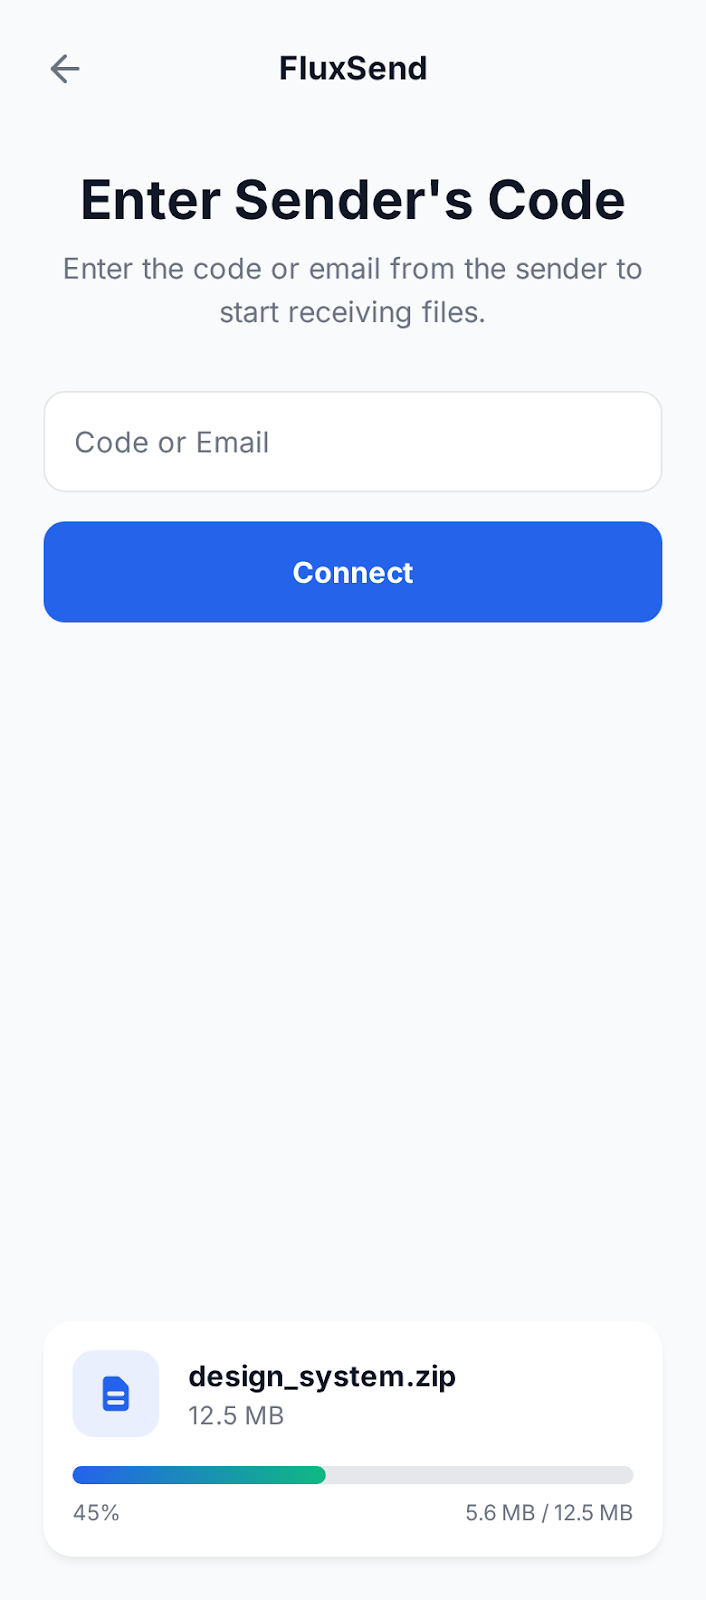 FluxSend
Enter Sender's Code
Enter the code or email from the sender to
start receiving files.
Code or Email
Connect
design_system.zip
12.5 MB
45%
5.6 MB / 12.5 MB